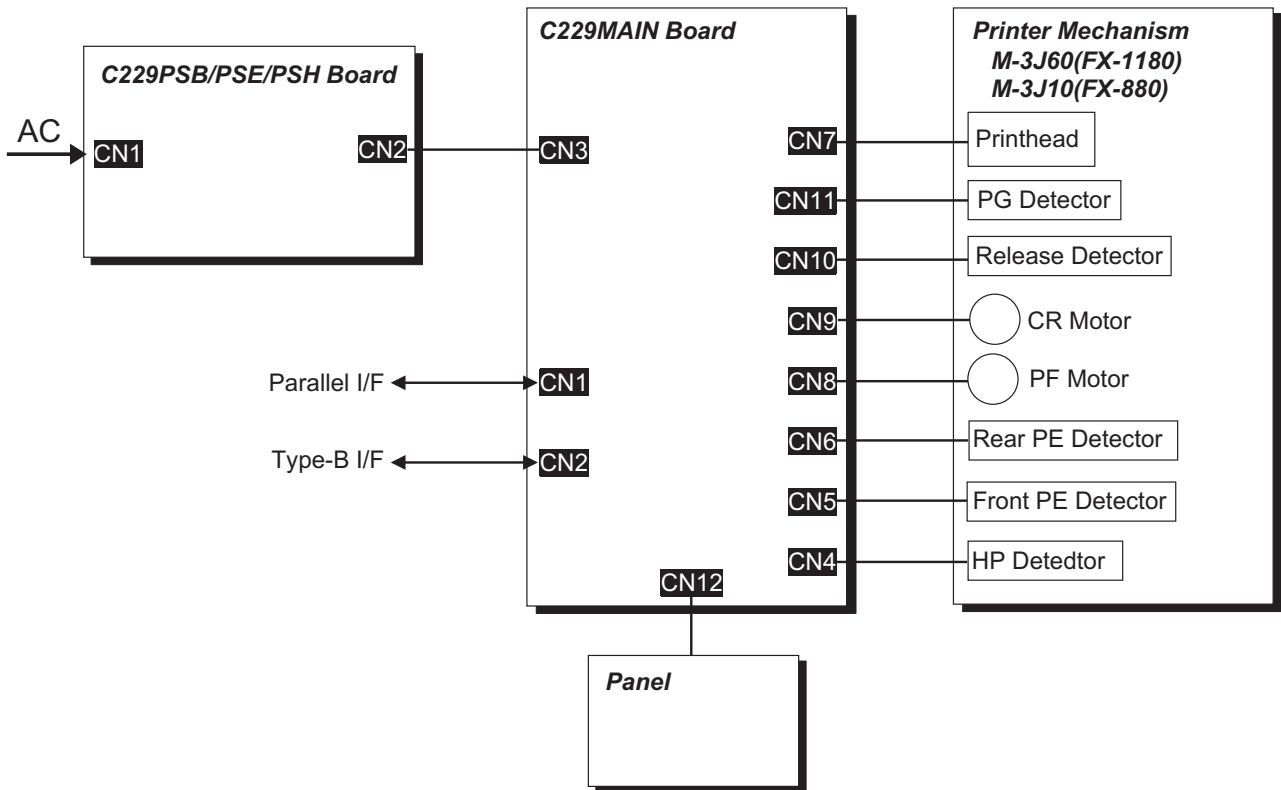 C229PSB/PSE/PSH Board
AC
CN1
CN2
C229MAIN Board
CN3
CN1
CN2
Parallel I/F
Type-B I/F
CN7
CN11
CN10
CN9
CN8
CN6
CN5
CN4
CN12
Printer Mechanism
M-3J60(FX-1180)
M-3J10(FX-880)
Printhead
PG Detector
Release Detector
CR Motor
PF Motor
Rear PE Detector
Front PE Detector
HP Detedtor
Panel